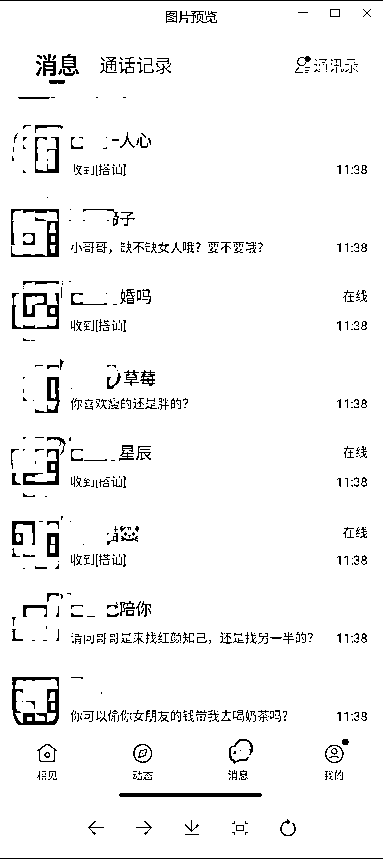 图片预览
消息 通话记录 通讯录
一人心
收到[搭讪]
11:38
子
小哥哥，缺不缺女人哦？要不要哦？
11:38
婚吗
在线
收到[搭讪]
11:38
草莓
你喜欢瘦的还是胖的？
11:38
星辰
在线
收到[搭讪]
11:38
在线
收到[搭讪]
11:38
陪你
请问哥哥是来找红颜知己，还是找另一半的？
11:38
你可以偷你女朋友的钱带我去喝奶茶吗？
11:38
相见 动态 消息 我的